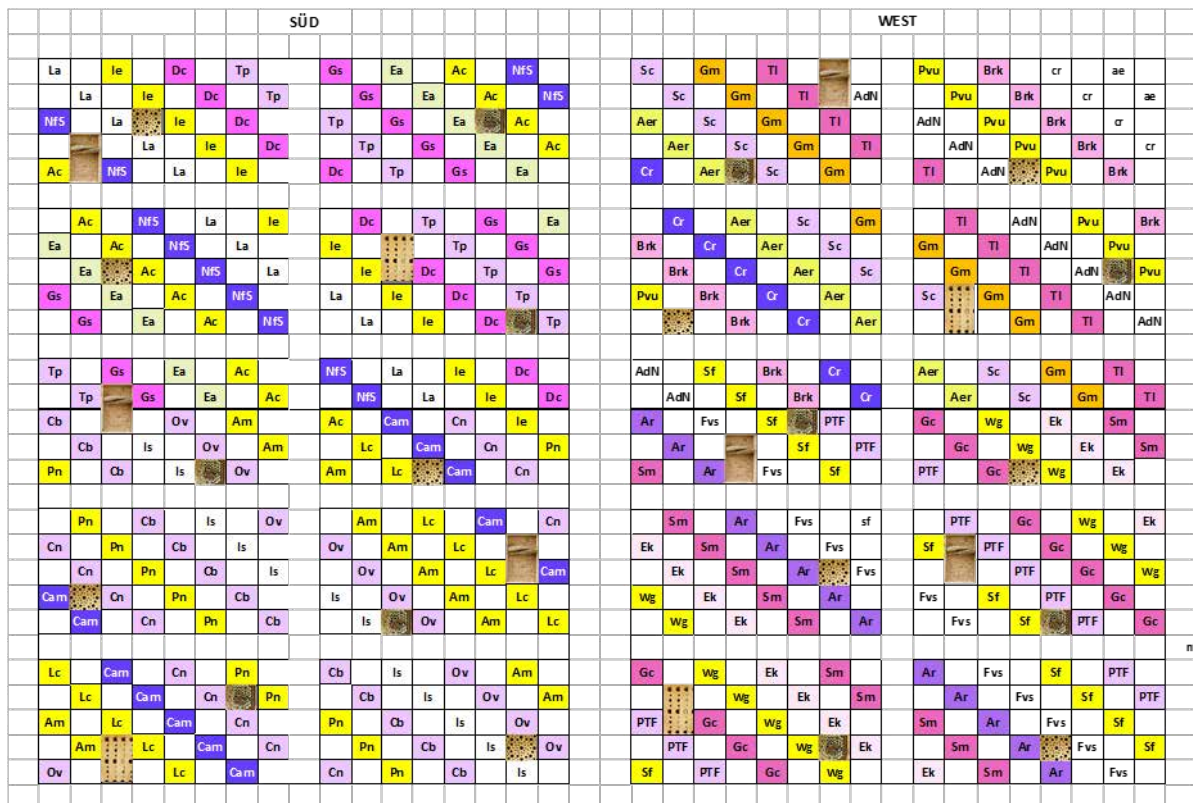 SÜD WEST
La Ie Dc Tp Gs Ea Ac NfS Sc Gm Tl Pvu Brk cr ae
La Ie Dc Tp Gs Ea Ac NfS Sc Gm Tl AdN Pvu Brk cr ae
NfS La Ie Dc Tp Gs Ea Ac Aer Sc Gm Tl AdN Pvu Brk cr
La Ie Dc Tp Gs Ea Ac Aer Sc Gm Tl AdN Pvu Brk cr
Ac NfS La Ie Dc Tp Gs Ea Cr Aer Sc Gm Tl AdN Pvu Brk
Ac NfS La Ie Dc Tp Gs Ea Cr Aer Sc Gm Tl AdN Pvu Brk
Ea Ac NfS La Ie Tp Gs Brk Cr Aer Sc Gm Tl AdN Pvu
Ea Ac NfS La Ie Dc Tp Gs Brk Cr Aer Sc Gm Tl AdN Pvu
Gs Ea Ac NfS La Ie Dc Tp Pvu Brk Cr Aer Sc Gm Tl AdN
Gs Ea Ac NfS La Ie Dc Tp Brk Cr Aer Gm Tl AdN
Tp Gs Ea Ac NfS La Ie Dc AdN Sf Brk Cr Aer Sc Gm Tl
Tp Gs Ea Ac NfS La Ie Dc AdN Sf Brk Cr Aer Sc Gm Tl
Cb Ov Am Ac Cam Cn Ie Ar Fvs Sf PTF Gc Wg Ek Sm
Cb Is Ov Am Lc Cam Cn Pn Ar Sf PTF Gc Wg Ek Sm
Pn Cb Is Ov Am Lc Cam Cn Sm Ar Fvs Sf PTF Gc Wg Ek
Pn Cb Is Ov Am Lc Cam Cn Sm Ar Fvs sf PTF Gc Wg Ek
Cn Pn Cb Is Ov Am Lc Ek Sm Ar Fvs Sf PTF Gc Wg
Cn Pn Cb Is Ov Am Lc Cam Ek Sm Ar Fvs PTF Gc Wg
Cam Cn Pn Cb Is Ov Am Lc Wg Ek Sm Ar Fvs Sf PTF Gc
Cam Cn Pn Cb Is Ov Am Lc Wg Ek Sm Ar Fvs Sf PTF Gc
Lc Cam Cn Pn Cb Is Ov Am Gc Wg Ek Sm Ar Fvs Sf PTF
Lc Cam Cn Pn Cb Is Ov Am Wg Ek Sm Ar Fvs Sf PTF
Am Lc Cam Cn Pn Cb Is Ov PTF Gc Wg Ek Sm Ar Fvs Sf
Am Lc Cam Cn Pn Cb Is Ov PTF Gc Wg Ek Sm Ar Fvs Sf
Ov Lc Cam Cn Pn Cb Is Sf PTF Gc Wg Ek Sm Ar Fvs